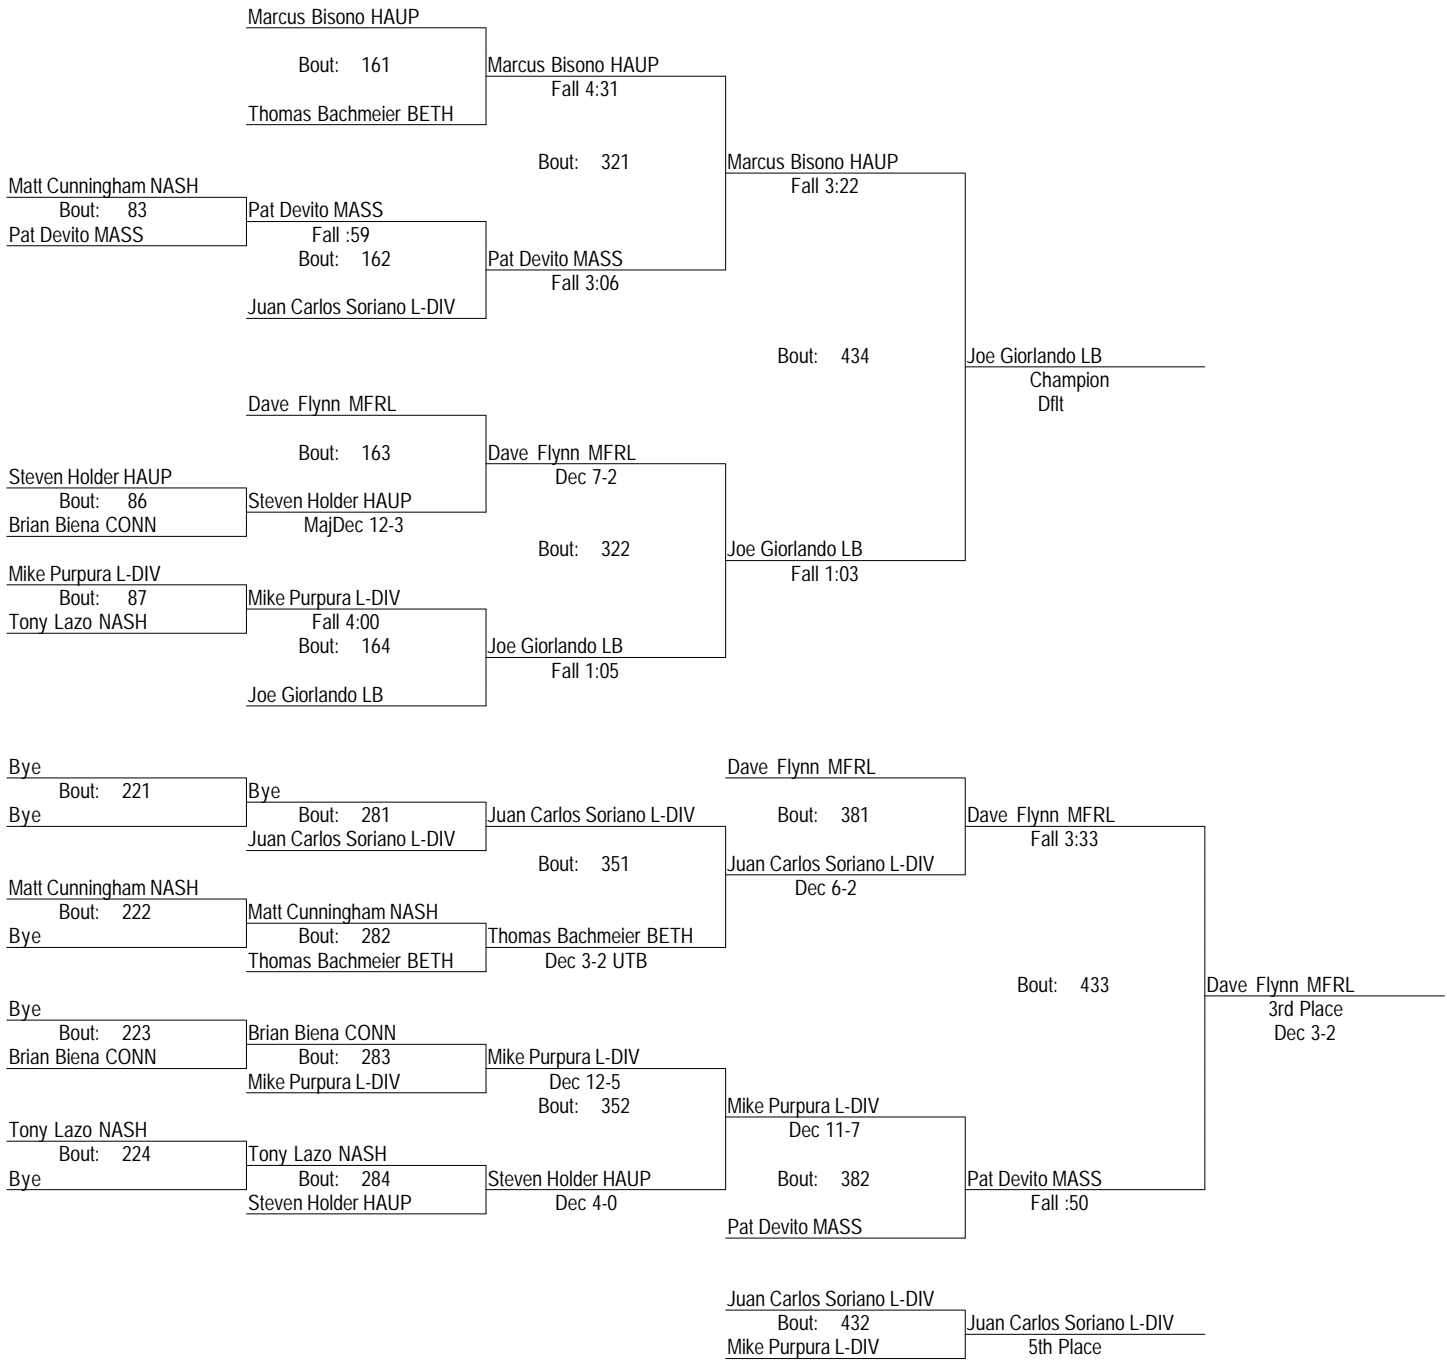 Marcus Bisono HAUP
Bout: 161
Marcus Bisono HAUP
Fall 4:31
Thomas Bachmeier BETH
Bout: 321
Marcus Bisono HAUP
Fall 3:22
Matt Cunningham NASH
Bout: 83
Pat Devito MASS
Pat Devito MASS
Fall :59
Bout: 162
Pat Devito MASS
Fall 3:06
Juan Carlos Soriano L-DIV
Bout: 434
Joe Giorlando LB
Champion
Dflt
Dave Flynn MFRL
Bout: 163
Dave Flynn MFRL
Dec 7-2
Steven Holder HAUP
Bout: 86
Brian Biena CONN
Steven Holder HAUP
MajDec 12-3
Bout: 322
Joe Giorlando LB
Fall 1:03
Mike Purpura L-DIV
Bout: 87
Tony Lazo NASH
Mike Purpura L-DIV
Fall 4:00
Bout: 164
Joe Giorlando LB
Fall 1:05
Joe Giorlando LB
Bye
Bout: 221
Bye
Bye
Bout: 281
Juan Carlos Soriano L-DIV
Juan Carlos Soriano L-DIV
Bout: 351
Dave Flynn MFRL
Bout: 381
Dave Flynn MFRL
Fall 3:33
Juan Carlos Soriano L-DIV
Dec 6-2
Matt Cunningham NASH
Bout: 222
Bye
Matt Cunningham NASH
Bout: 282
Thomas Bachmeier BETH
Thomas Bachmeier BETH
Dec 3-2 UTB
Bout: 433
Dave Flynn MFRL
3rd Place
Dec 3-2
Bye
Bout: 223
Brian Biena CONN
Brian Biena CONN
Bout: 283
Mike Purpura L-DIV
Mike Purpura L-DIV
Dec 12-5
Bout: 352
Mike Purpura L-DIV
Dec 11-7
Tony Lazo NASH
Bout: 224
Bye
Tony Lazo NASH
Bout: 284
Steven Holder HAUP
Steven Holder HAUP
Dec 4-0
Bout: 382
Pat Devito MASS
Fall :50
Pat Devito MASS
Juan Carlos Soriano L-DIV
Bout: 432
Mike Purpura L-DIV
Juan Carlos Soriano L-DIV
5th Place